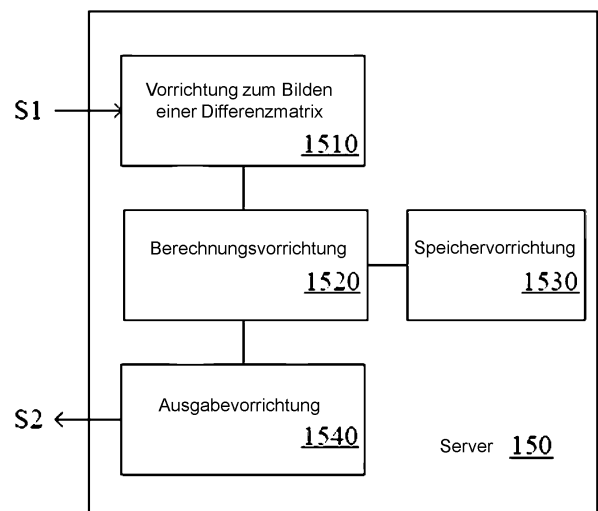 Vorrichtung zum Bilden
einer Differenzmatrix
S1
1510
Berechnungsvorrichtung
1520
Speichervorrichtung
1530
Ausgabevorrichtung
S2
1540
Server 150